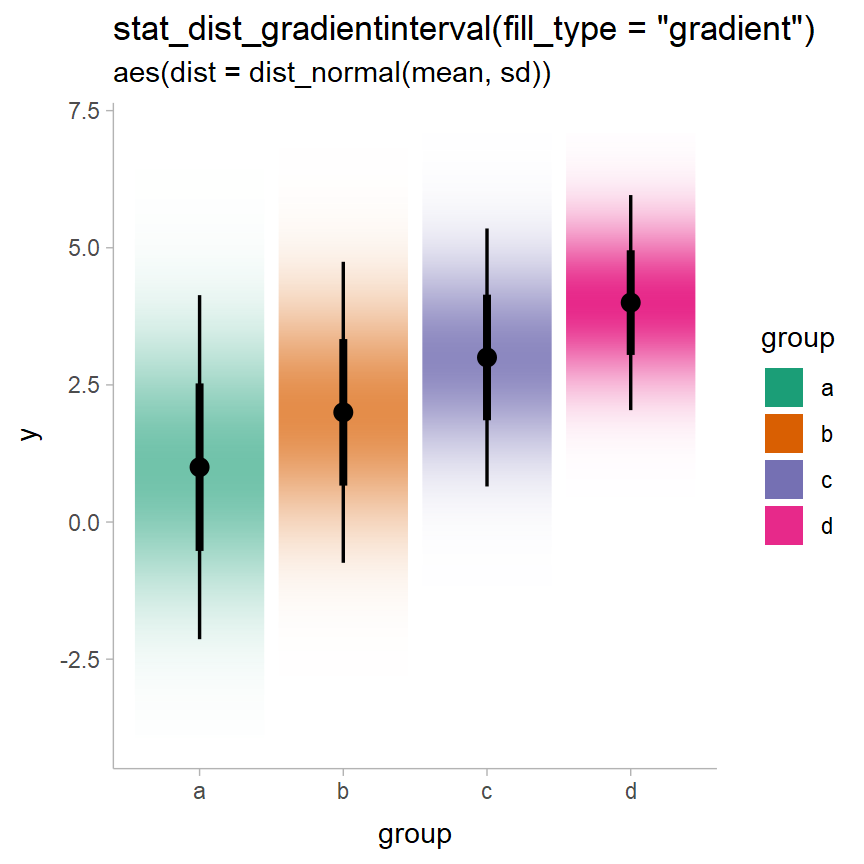 stat_dist_gradientinterval(fill_type = "gradient")
aes(dist = dist_normal(mean, sd))
7.5
5.0
2.5
0.0
-2.5
y
a
b
c
d
group
group
a
b
c
d